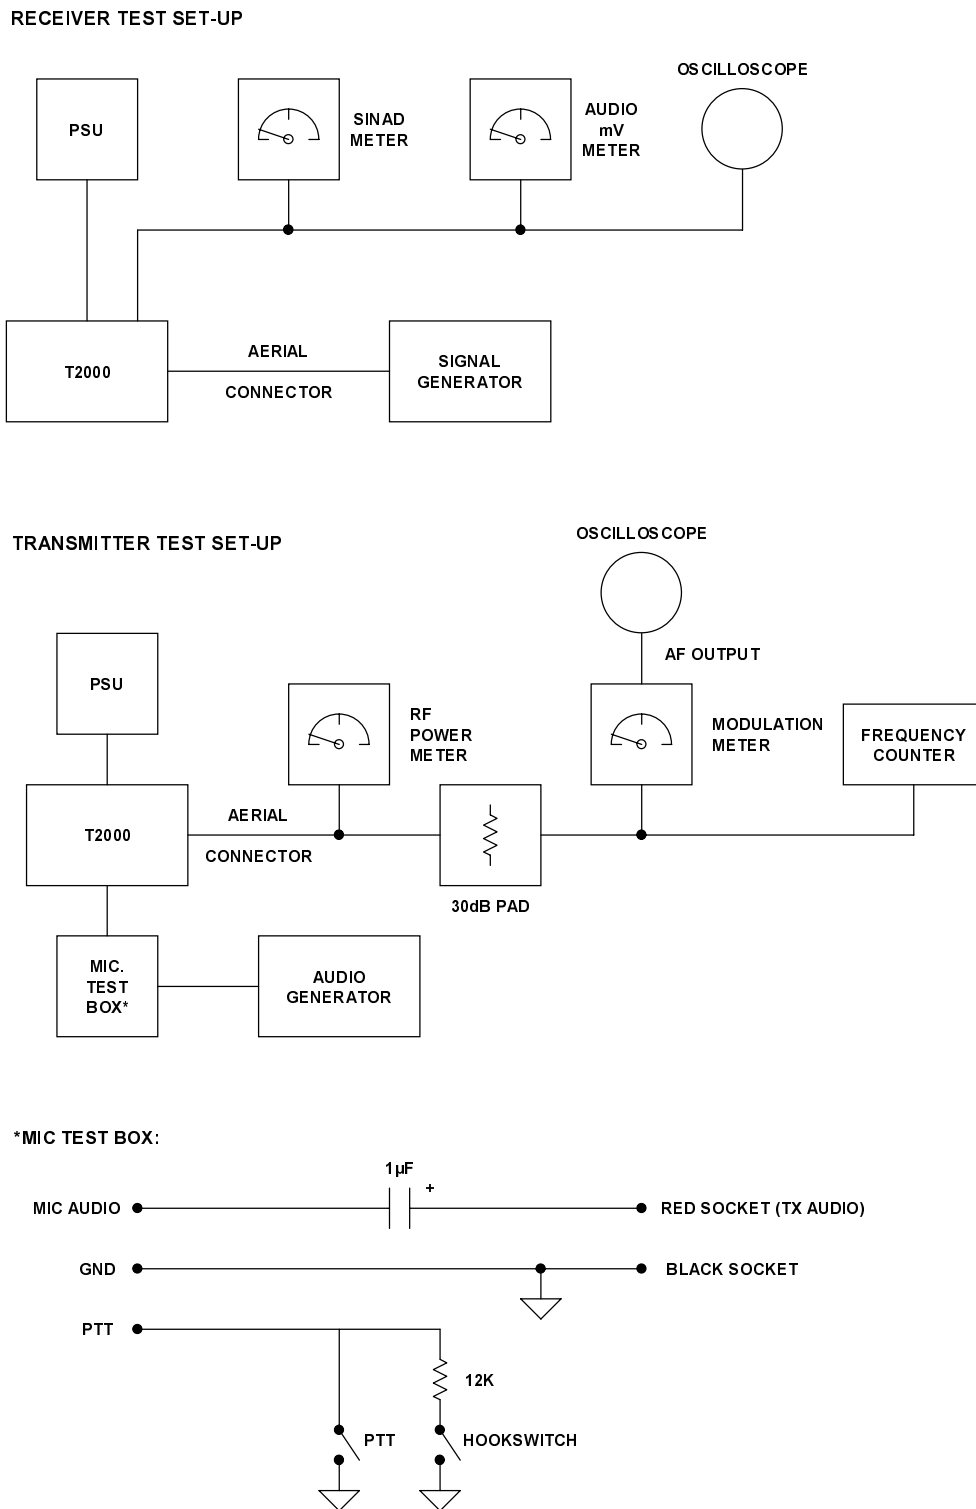 RECEIVER TEST SET-UP
OSCILLOSCOPE
PSU
SINAD
METER
AUDIO
mV
METER
T2000
AERIAL
CONNECTOR
SIGNAL
GENERATOR
TRANSMITTER TEST SET-UP
OSCILLOSCOPE
AF OUTPUT
PSU
RF
POWER
METER
MODULATION
METER
FREQUENCY
COUNTER
T2000
AERIAL
CONNECTOR
30dB PAD
MIC.
TEST
BOX*
AUDIO
GENERATOR
*MIC TEST BOX:
1µF
+
MIC AUDIO
RED SOCKET (TX AUDIO)
GND
BLACK SOCKET
PTT
12K
PTT
HOOKSWITCH